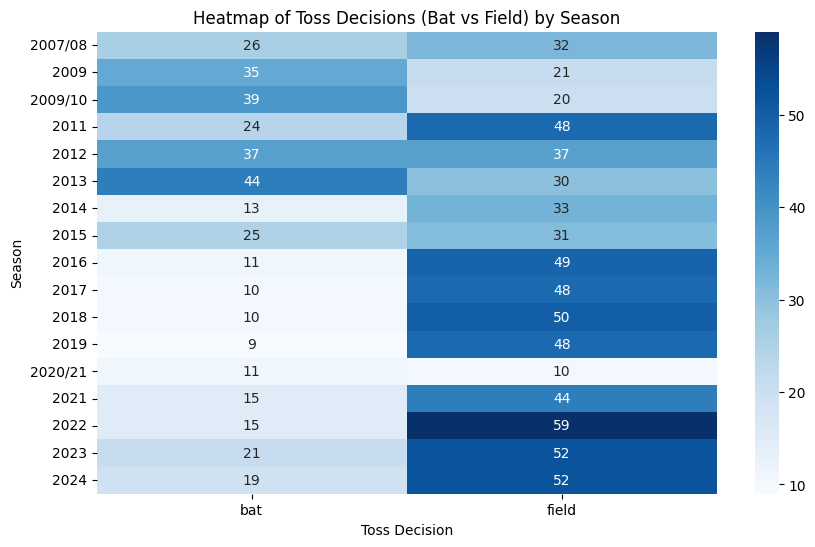 Heatmap of Toss Decisions (Bat vs Field) by Season
Season
2007/08 26 32
2009 35 21
2009/10 39 20
2011 24 48
2012 37 37
2013 44 30
2014 13 33
2015 25 31
2016 11 49
2017 10 48
2018 10 50
2019 9 48
2020/21 11 10
2021 15 44
2022 15 59
2023 21 52
2024 19 52
bat field
Toss Decision
50
40
30
20
10